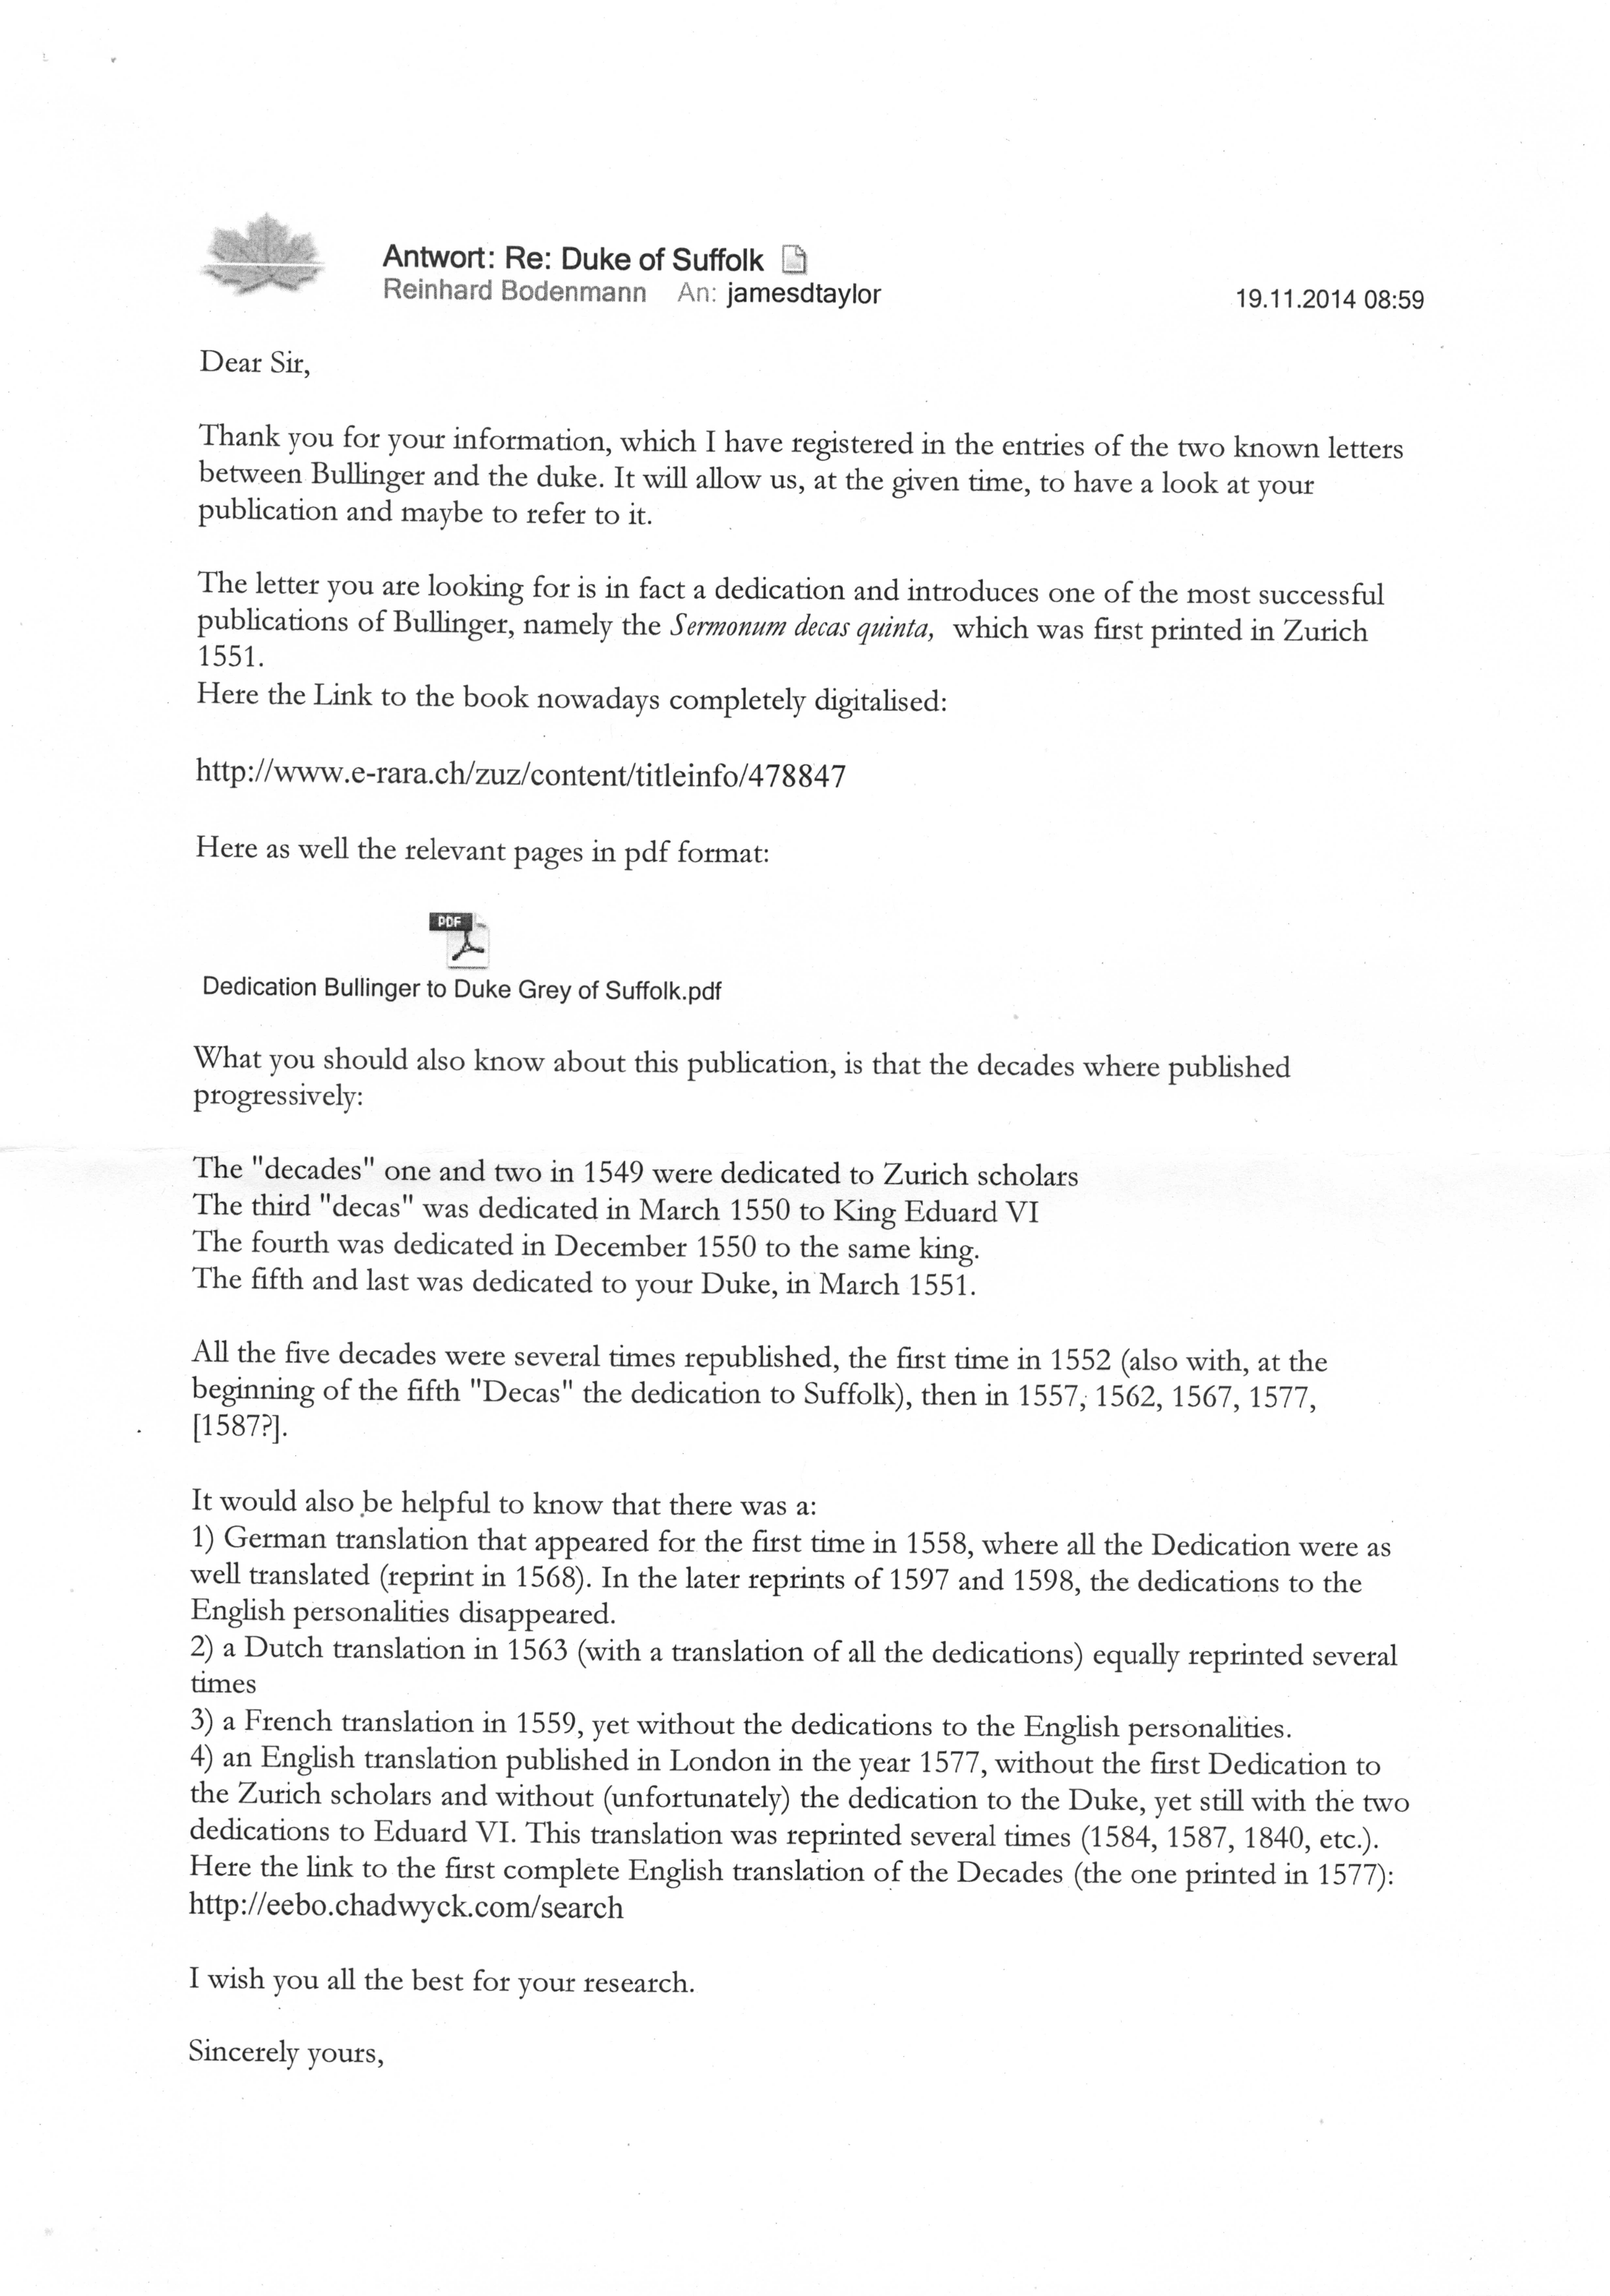 Antwort: Re: Duke of Suffolk
Reinhard Bodenmann An: jamesdtaylor
19.11.2014 08:59
Dear Sir,
Thank you for your information, which I have registered in the entries of the two known letters
between Bullinger and the duke. It will allow us, at the given time, to have a look at your
publication and maybe to refer to it.
The letter you are looking for is in fact a dedication and introduces one of the most successful
publications of Bullinger, namely the Sermonum decas quinta, which was first printed in Zurich
1551.
Here the Link to the book nowadays completely digitalised:
http://www.e-rara.ch/zuz/content/titleinfo/478847
Here as well the relevant pages in pdf format:
PDF
Dedication Bullinger to Duke Grey of Suffolk.pdf
What you should also know about this publication, is that the decades where published
progressively:
The "decades" one and two in 1549 were dedicated to Zurich scholars
The third "decas" was dedicated in March 1550 to King Eduard VI
The fourth was dedicated in December 1550 to the same king.
The fifth and last was dedicated to your Duke, in March 1551.
All the five decades were several times republished, the first time in 1552 (also with, at the
beginning of the fifth "Decas" the dedication to Suffolk), then in 1557, 1562, 1567, 1577,
[1587?].
It would also be helpful to know that there was a:
1) German translation that appeared for the first time in 1558, where all the Dedication were as
well translated (reprint in 1568). In the later reprints of 1597 and 1598, the dedications to the
English personalities disappeared.
2) a Dutch translation in 1563 (with a translation of all the dedications) equally reprinted several
times
3) a French translation in 1559, yet without the dedications to the English personalities.
4) an English translation published in London in the year 1577, without the first Dedication to
the Zurich scholars and without (unfortunately) the dedication to the Duke, yet still with the two
dedications to Eduard VI. This translation was reprinted several times (1584, 1587, 1840, etc.).
Here the link to the first complete English translation of the Decades (the one printed in 1577):
http://eebo.chadwyck.com/search
I wish you all the best for your research.
Sincerely yours,